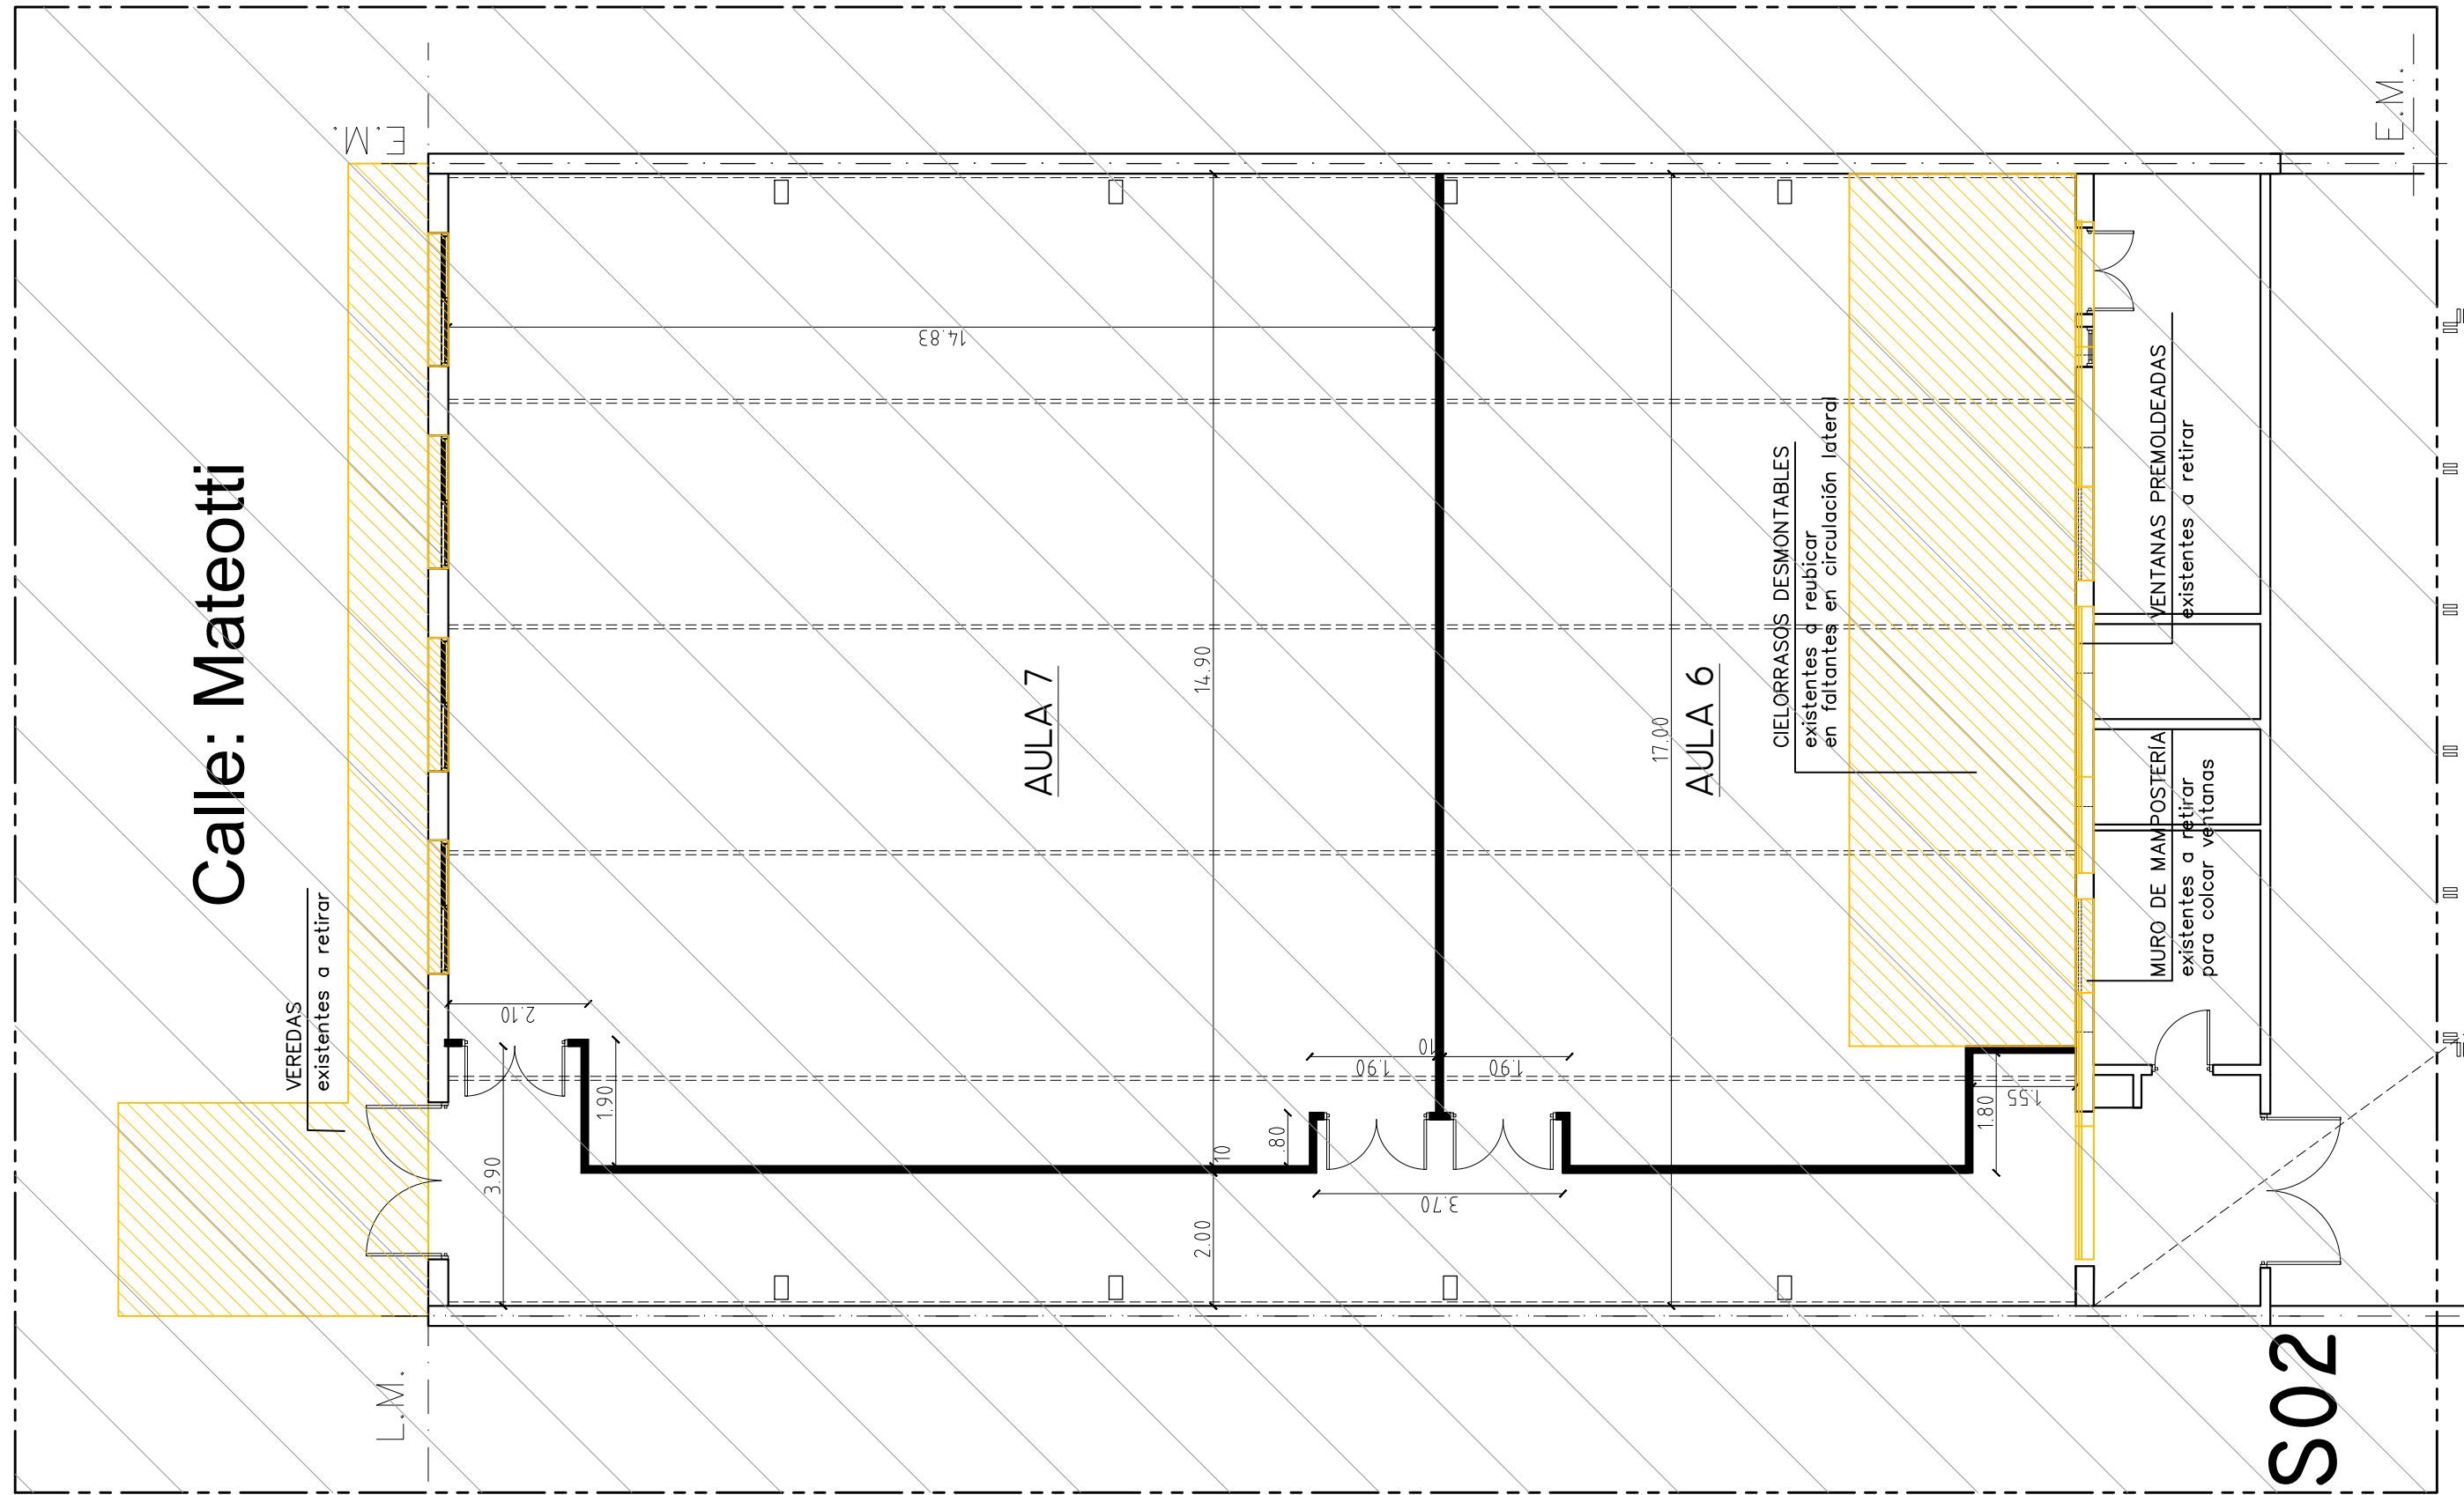 Calle: Mateotti
VEREDAS
existentes a retirar
E.M.
L.M.
E.M.
14.83
2.10
3.90
1.90
AULA 7
14.90
.10
2.00
.80
1.90
.10
1.90
3.70
17.00
AULA 6
CIELORRASOS DESMONTABLES
existentes a reubicar
en faltantes en circulación lateral
1.80
1.55
VENTANAS PREMOLDEADAS
existentes a retirar
MURO DE MAMPOSTERÍA
existentes a retirar
para colcar ventanas
S02